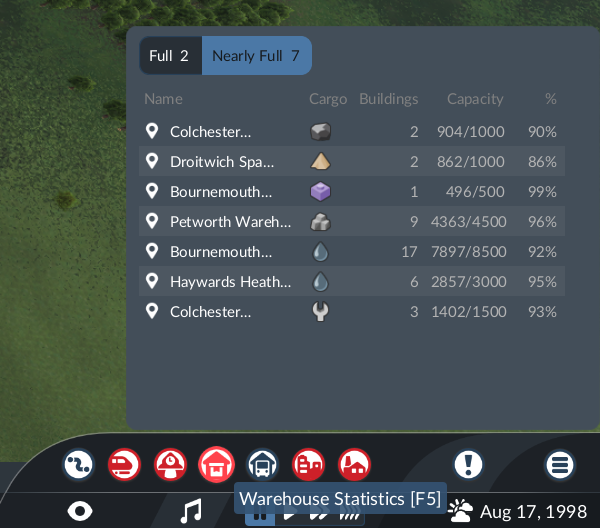 Full 2 Nearly Full 7
Name Cargo Buildings Capacity %
Colchester... 2 904/1000 90%
Droitwich Spa... 2 862/1000 86%
Bournemouth... 1 496/500 99%
Petworth Wareh... 9 4363/4500 96%
Bournemouth... 17 7897/8500 92%
Haywards Heath... 6 2857/3000 95%
Colchester... 3 1402/1500 93%
Warehouse Statistics [F5]
Aug 17, 1998